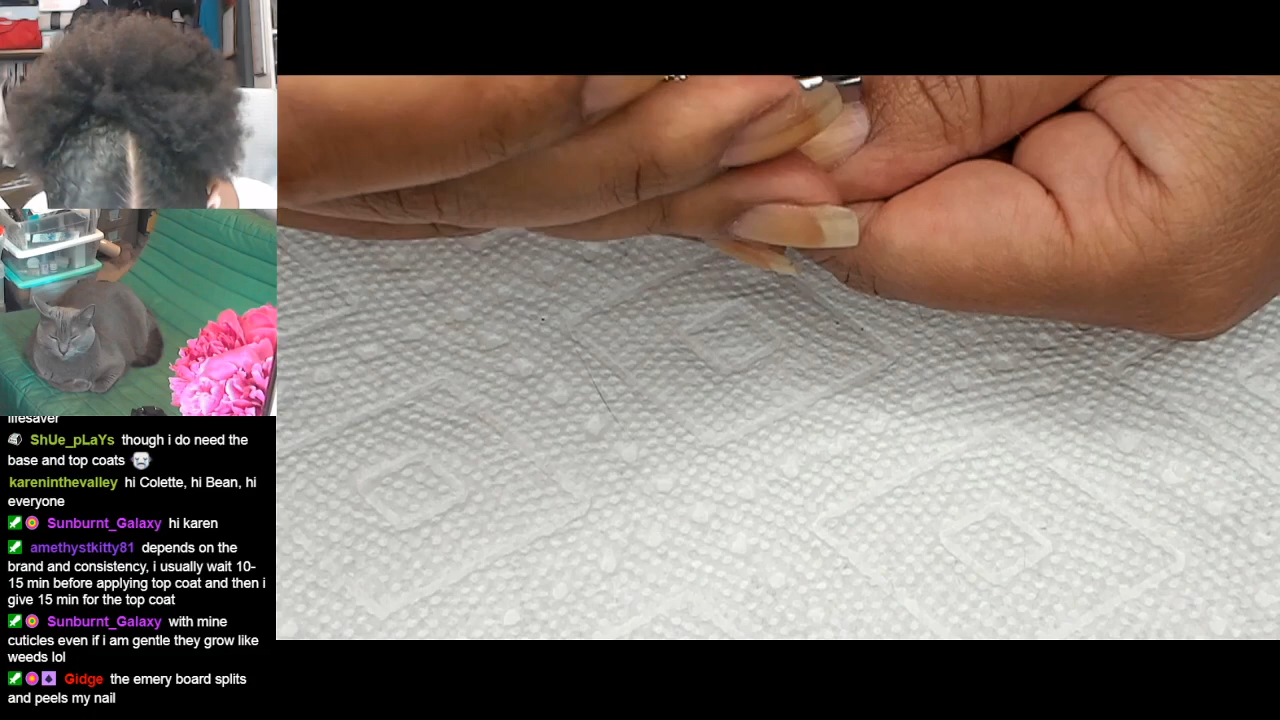 lifesaver
ShUe_pLaYs though i do need the
base and top coats
kareninthevalley hi Colette, hi Bean, hi
everyone
Sunburnt_Galaxy hi karen
amethystkitty81 depends on the
brand and consistency, i usually wait 10-
15 min before applying top coat and then i
give 15 min for the top coat
Sunburnt_Galaxy with mine
cuticles even if i am gentle they grow like
weeds lol
Gidge the emery board splits
and peels my nail